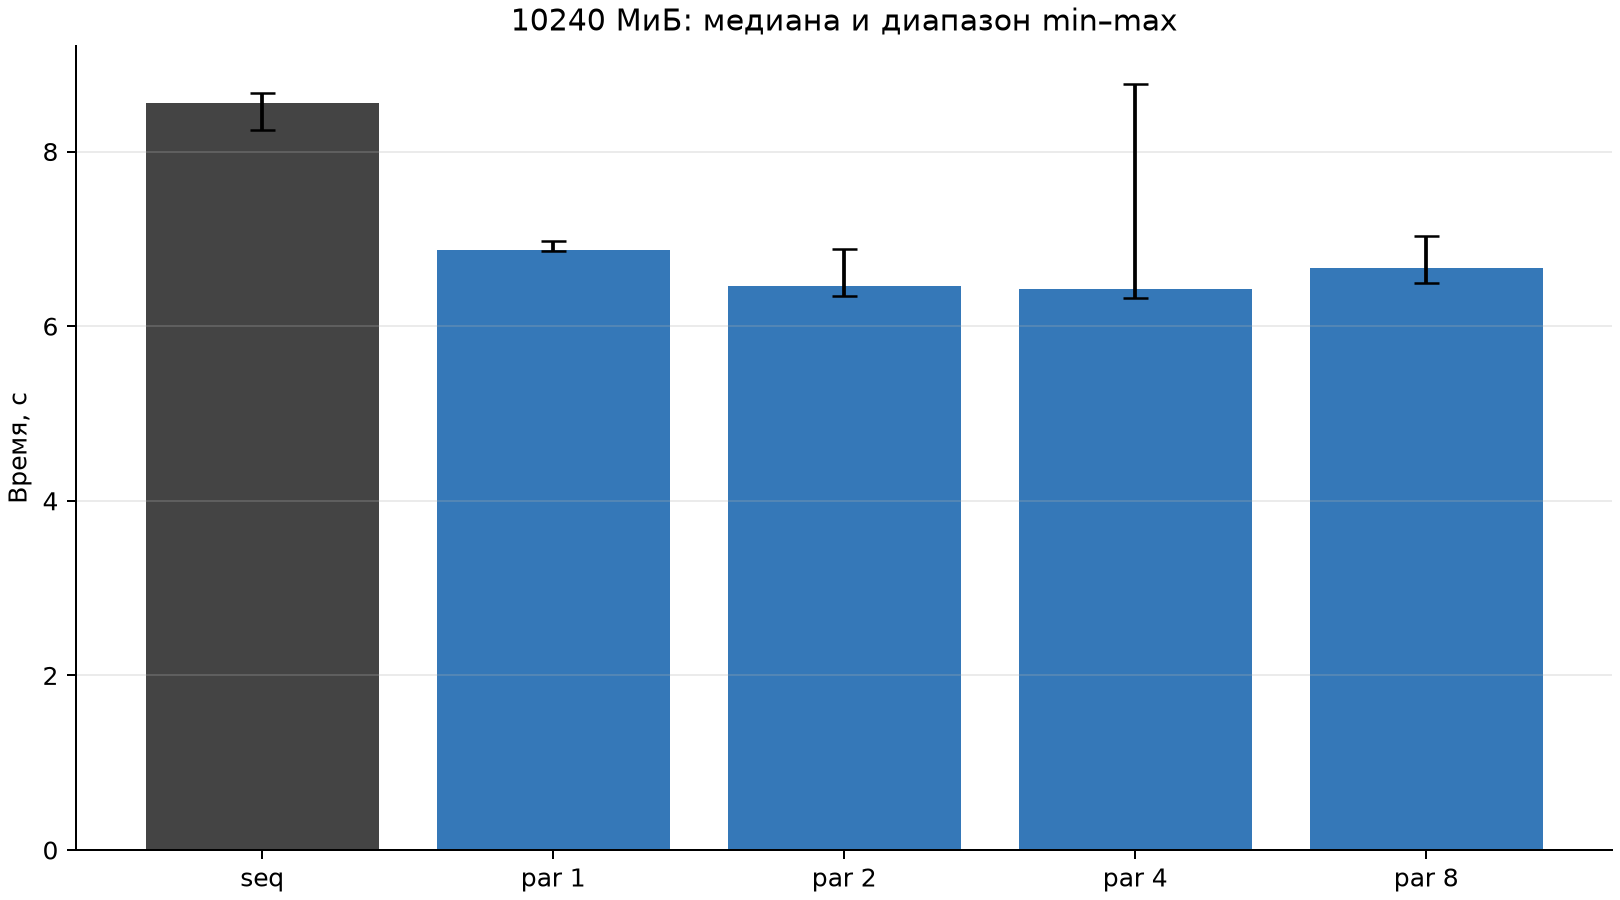 10240 МиБ: медиана и диапазон min–max
Время, с
8
6
4
2
0
seq
par 1
par 2
par 4
par 8